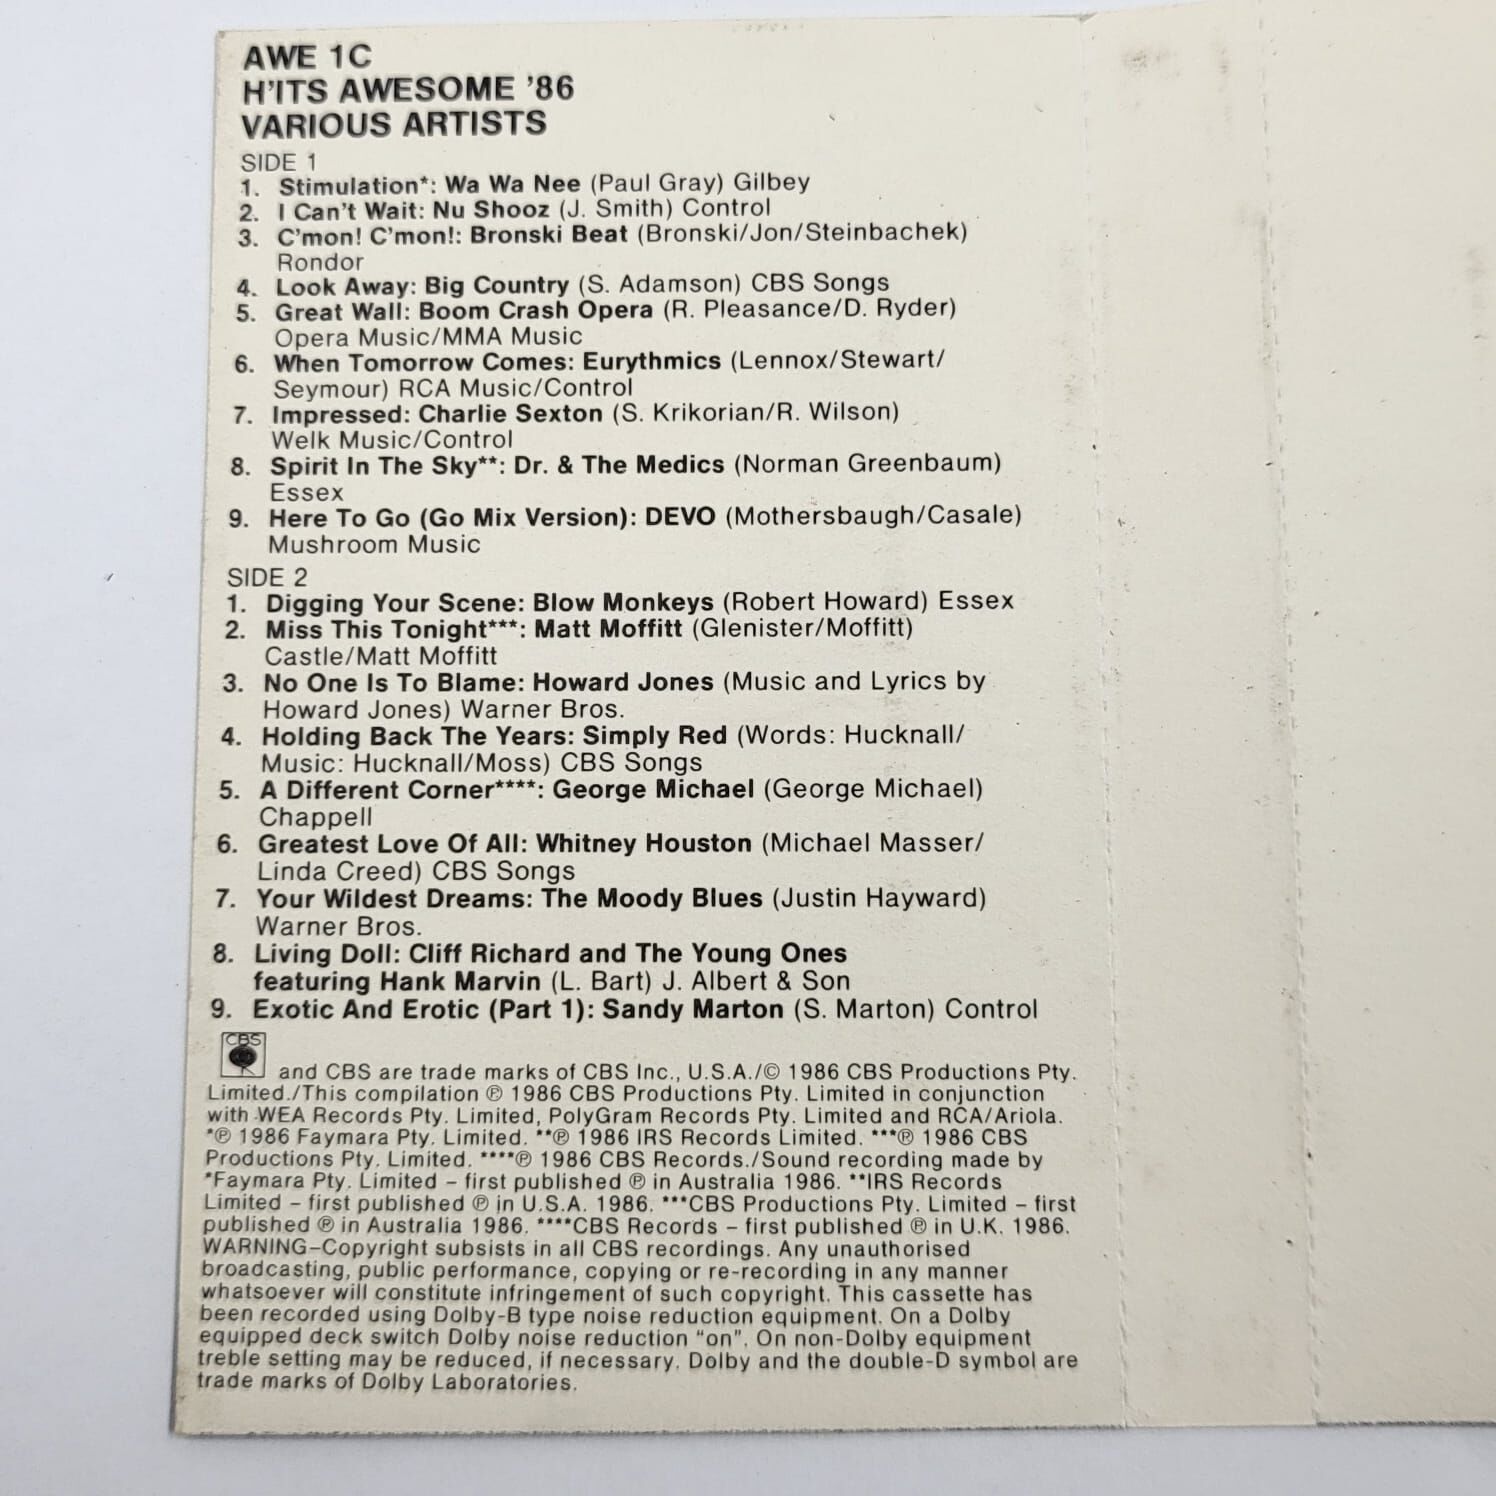 AWE 1C
H'ITS AWESOME '86
VARIOUS ARTISTS
SIDE 1
1. Stimulation*: Wa Wa Nee (Paul Gray) Gilbey
2. I Can't Wait: Nu Shooz (J. Smith) Control
3. C'mon! C'mon!: Bronski Beat (Bronski/Jon/Steinbachek)
Rondor
4. Look Away: Big Country (S. Adamson) CBS Songs
5. Great Wall: Boom Crash Opera (R. Pleasance/D. Ryder)
Opera Music/MMA Music
6. When Tomorrow Comes: Eurythmics (Lennox/Stewart/
Seymour) RCA Music/Control
7. Impressed: Charlie Sexton (S. Krikorian/R. Wilson)
Welk Music/Control
8. Spirit In The Sky**: Dr. & The Medics (Norman Greenbaum)
Essex
9. Here To Go (Go Mix Version): DEVO (Mothersbaugh/Casale)
Mushroom Music
SIDE 2
1. Digging Your Scene: Blow Monkeys (Robert Howard) Essex
2. Miss This Tonight***: Matt Moffitt (Glenister/Moffitt)
Castle/Matt Moffitt
3. No One Is To Blame: Howard Jones (Music and Lyrics by
Howard Jones) Warner Bros.
4. Holding Back The Years: Simply Red (Words: Hucknall/
Music: Hucknall/Moss) CBS Songs
5. A Different Corner****: George Michael (George Michael)
Chappell
6. Greatest Love Of All: Whitney Houston (Michael Masser/
Linda Creed) CBS Songs
7. Your Wildest Dreams: The Moody Blues (Justin Hayward)
Warner Bros.
8. Living Doll: Cliff Richard and The Young Ones
featuring Hank Marvin (L. Bart) J. Albert & Son
9. Exotic And Erotic (Part 1): Sandy Marton (S. Marton) Control
CBS
and CBS are trade marks of CBS Inc., U.S.A./© 1986 CBS Productions Pty.
Limited./This compilation ℗ 1986 CBS Productions Pty. Limited in conjunction
with WEA Records Pty. Limited, PolyGram Records Pty. Limited and RCA/Ariola.
*℗ 1986 Faymara Pty. Limited. **℗ 1986 IRS Records Limited. ***℗ 1986 CBS
Productions Pty. Limited. ****℗ 1986 CBS Records./Sound recording made by
*Faymara Pty. Limited – first published ℗ in Australia 1986. **IRS Records
Limited – first published ℗ in U.S.A. 1986. ***CBS Productions Pty. Limited – first
published ℗ in Australia 1986. ****CBS Records – first published ℗ in U.K. 1986.
WARNING–Copyright subsists in all CBS recordings. Any unauthorised
broadcasting, public performance, copying or re-recording in any manner
whatsoever will constitute infringement of such copyright. This cassette has
been recorded using Dolby-B type noise reduction equipment. On a Dolby
equipped deck switch Dolby noise reduction "on". On non-Dolby equipment
treble setting may be reduced, if necessary. Dolby and the double-D symbol are
trade marks of Dolby Laboratories.